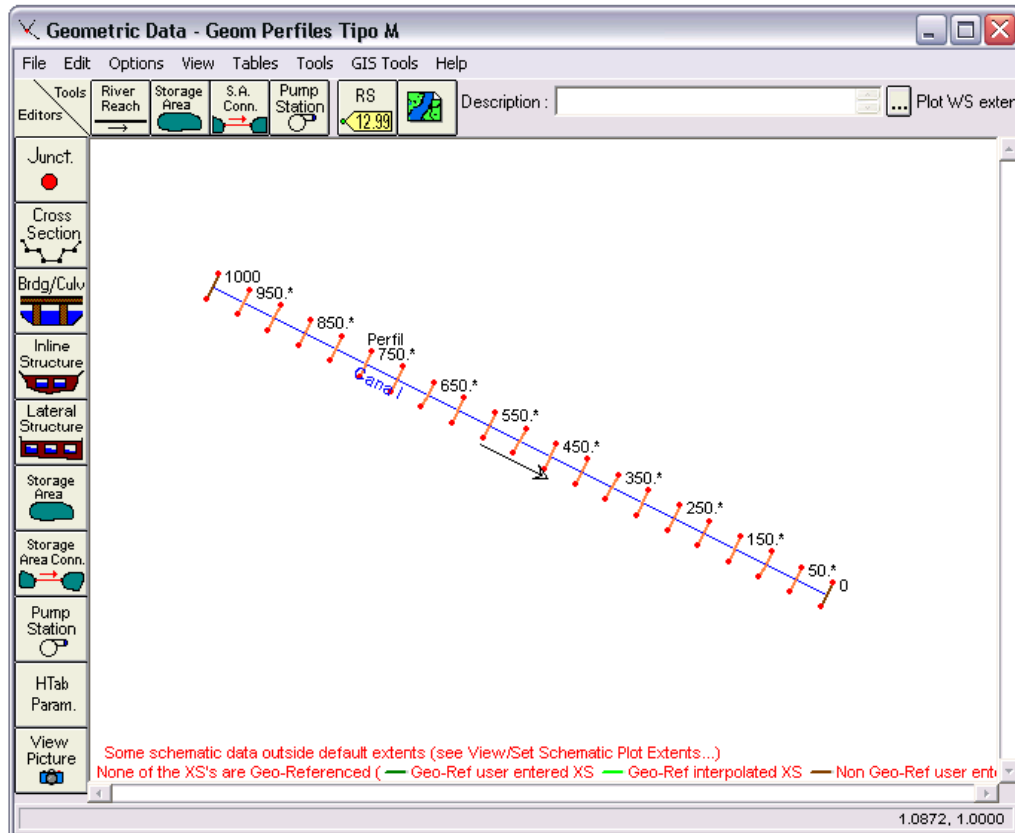 Geometric Data - Geom Perfiles Tipo M
File Edit Options View Tables Tools GIS Tools Help
Tools
Editors
River
Reach
Storage
Area
S.A.
Conn.
Pump
Station
RS
12.99
Description :
...
Plot WS exter
Junct.
Cross
Section
Brdg/Culv
Inline
Structure
Lateral
Structure
Storage
Area
Storage
Area Conn.
Pump
Station
HTab
Param.
View
Picture
1000
950.*
850.*
Perfil
750.*
Canal
650.*
550.*
450.*
350.*
250.*
150.*
50.*
0
Some schematic data outside default extents (see View/Set Schematic Plot Extents...)
None of the XS's are Geo-Referenced ( Geo-Ref user entered XS Geo-Ref interpolated XS Non Geo-Ref user ent
1.0872, 1.0000